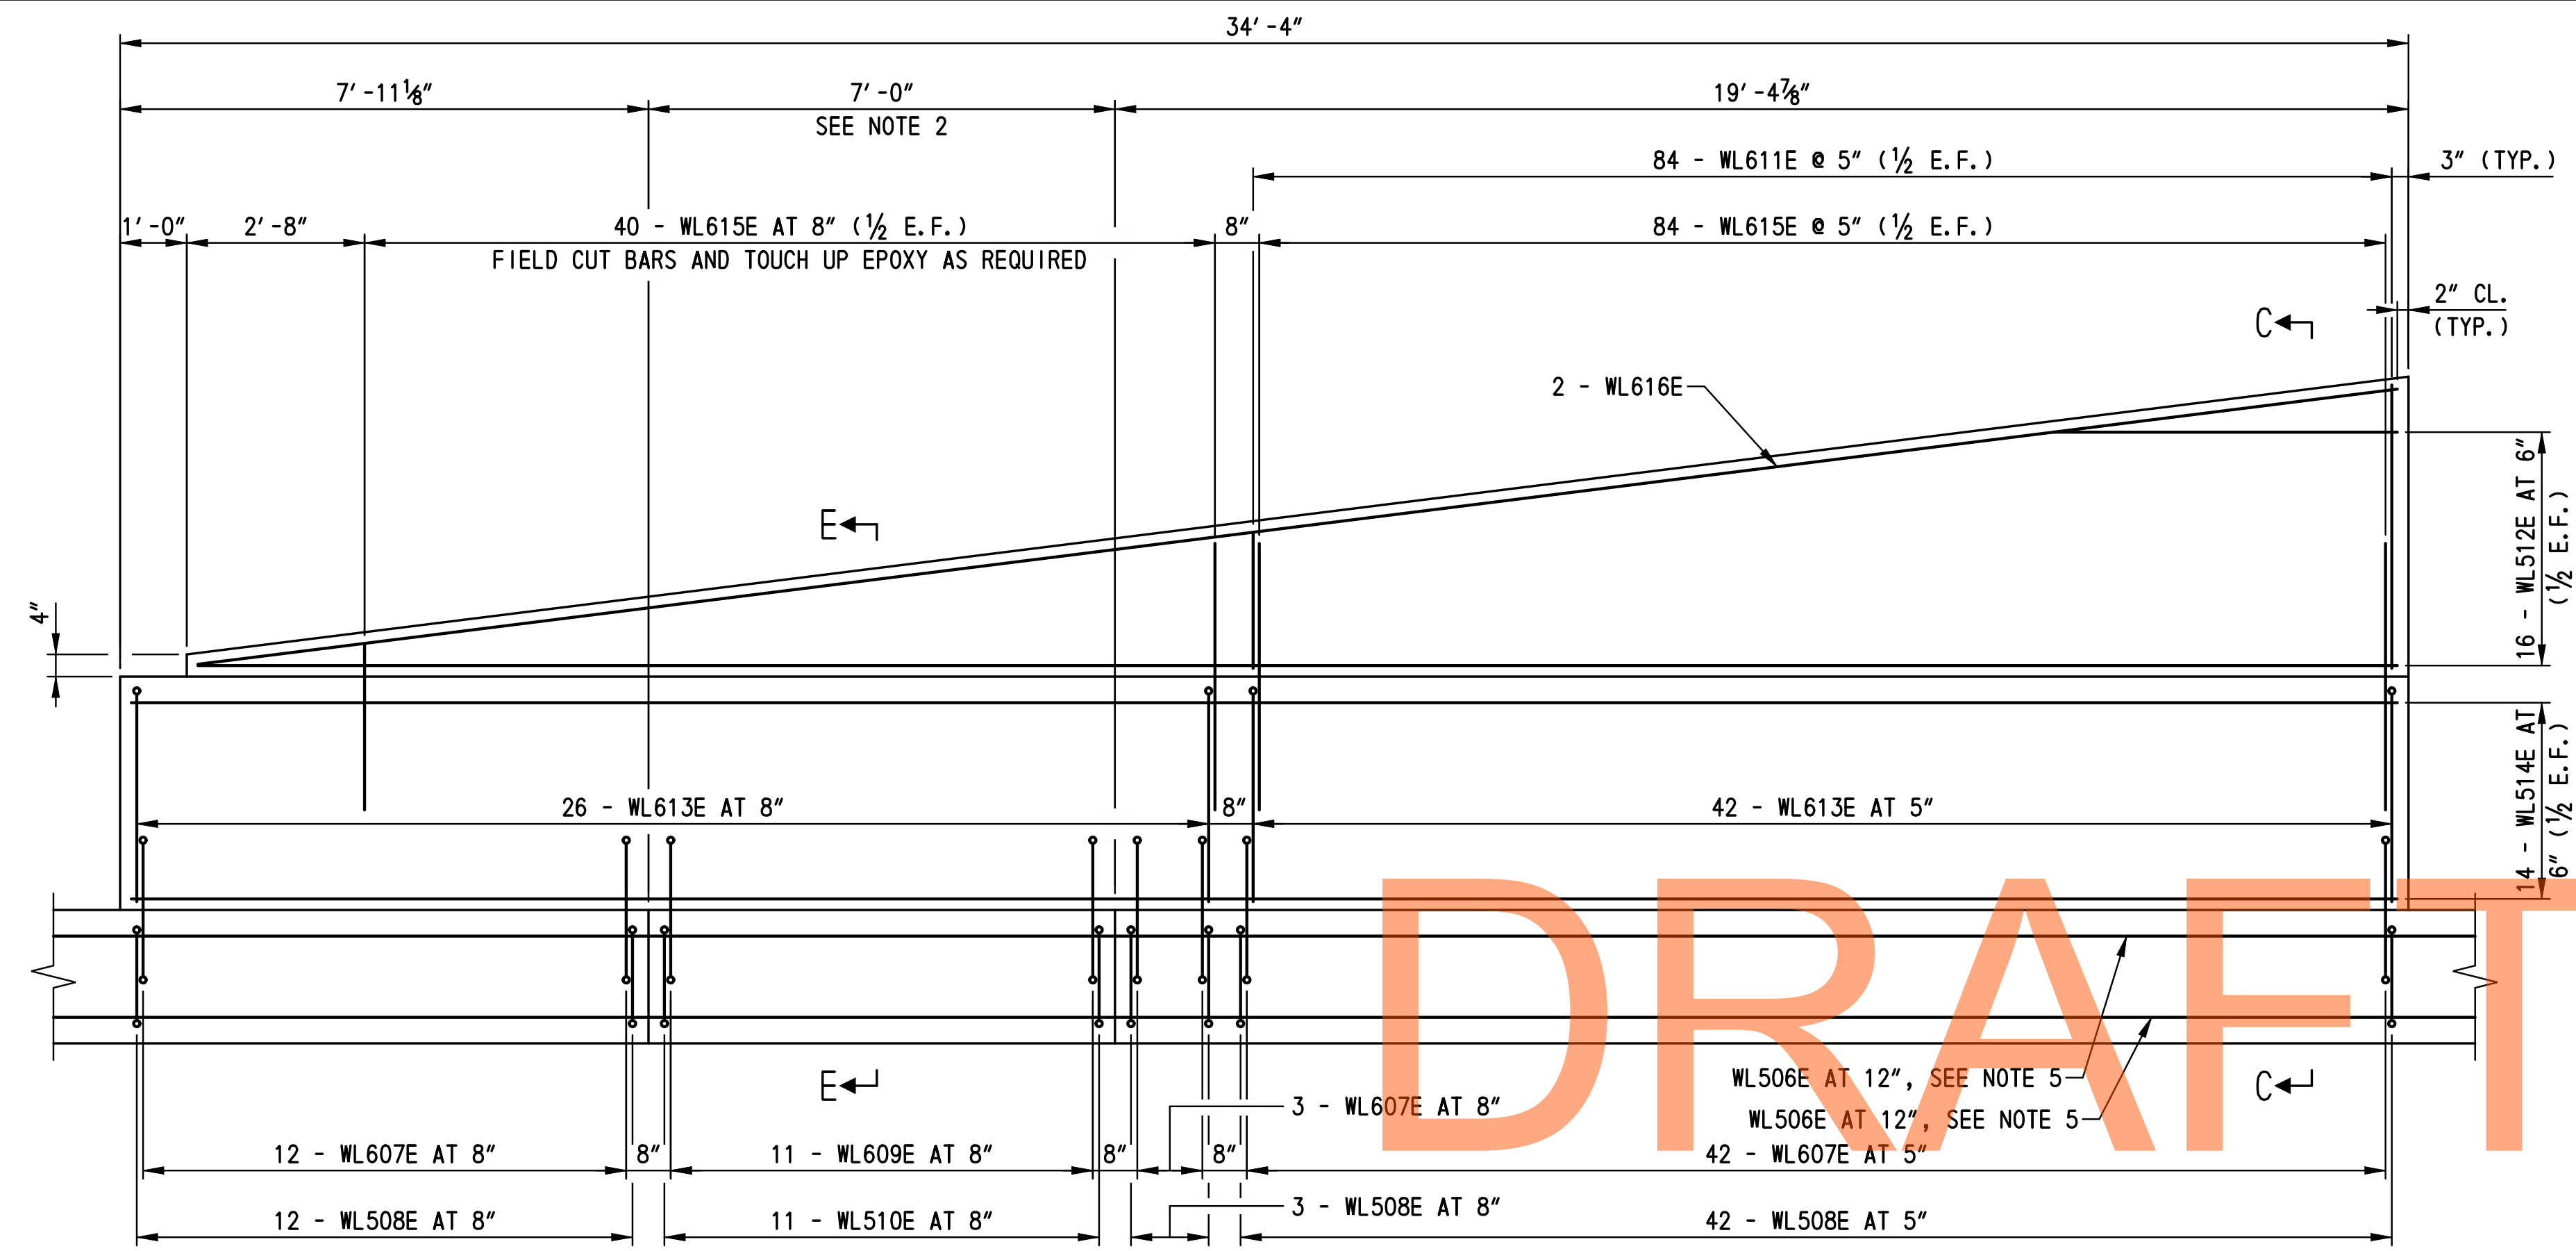 34'-4"
7'-11⅛"
7'-0"
19'-4⅞"
SEE NOTE 2
84 - WL611E @ 5" (½ E.F.)
3" (TYP.)
1'-0"
2'-8"
40 - WL615E AT 8" (½ E.F.)
8"
84 - WL615E @ 5" (½ E.F.)
FIELD CUT BARS AND TOUCH UP EPOXY AS REQUIRED
2" CL.
(TYP.)
C
2 - WL616E
16 - WL512E AT 6"
(½ E.F.)
E
4"
14 - WL514E AT
6" (½ E.F.)
26 - WL613E AT 8"
8"
42 - WL613E AT 5"
DRAFT
E
WL506E AT 12", SEE NOTE 5
C
3 - WL607E AT 8"
WL506E AT 12", SEE NOTE 5
12 - WL607E AT 8"
8"
11 - WL609E AT 8"
8"
8"
42 - WL607E AT 5"
3 - WL508E AT 8"
12 - WL508E AT 8"
11 - WL510E AT 8"
42 - WL508E AT 5"